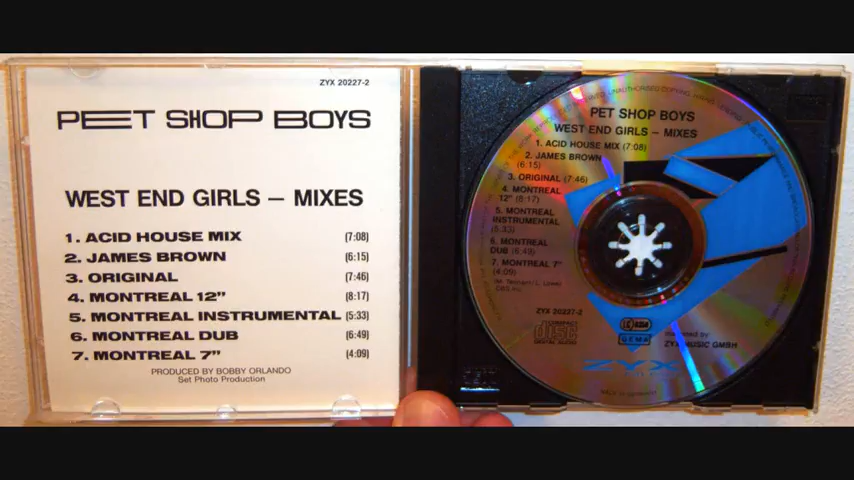 ZYX 20227-2
PET SHOP BOYS
WEST END GIRLS – MIXES
1. ACID HOUSE MIX (7:08)
2. JAMES BROWN (6:15)
3. ORIGINAL (7:46)
4. MONTREAL 12" (8:17)
5. MONTREAL INSTRUMENTAL (5:33)
6. MONTREAL DUB (6:49)
7. MONTREAL 7" (4:09)
PRODUCED BY BOBBY ORLANDO
Set Photo Production
PET SHOP BOYS
WEST END GIRLS – MIXES
1. ACID HOUSE MIX (7:08)
2. JAMES BROWN
(6:15)
3. ORIGINAL (7:46)
4. MONTREAL
12" (8:17)
5. MONTREAL
INSTRUMENTAL
(5:33)
6. MONTREAL
DUB (6:49)
7. MONTREAL 7"
(4:09)
ZYX 20227-2
COMPACT
disc
DIGITAL AUDIO
GEMA
ZYX MUSIC GMBH
ZYX